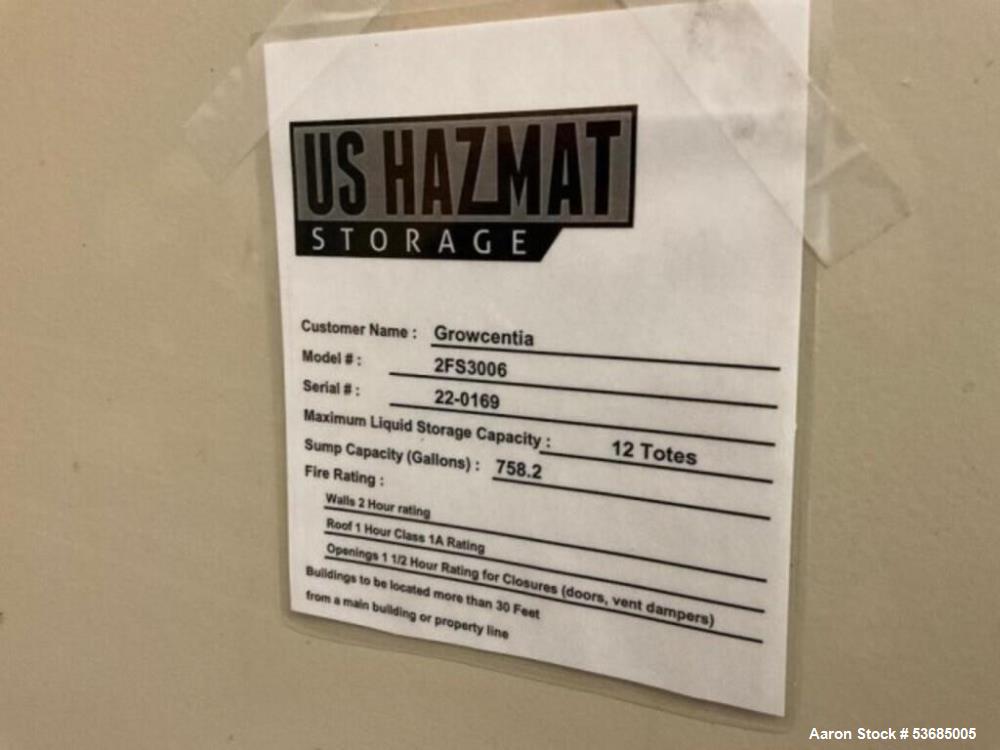 US HAZMAT
STORAGE
Customer Name : Growcentia
Model # : 2FS3006
Serial # : 22-0169
Maximum Liquid Storage Capacity : 12 Totes
Sump Capacity (Gallons) : 758.2
Fire Rating :
Walls 2 Hour rating
Roof 1 Hour Class 1A Rating
Openings 1 1/2 Hour Rating for Closures (doors, vent dampers)
Buildings to be located more than 30 Feet
from a main building or property line
Aaron Stock # 53685005